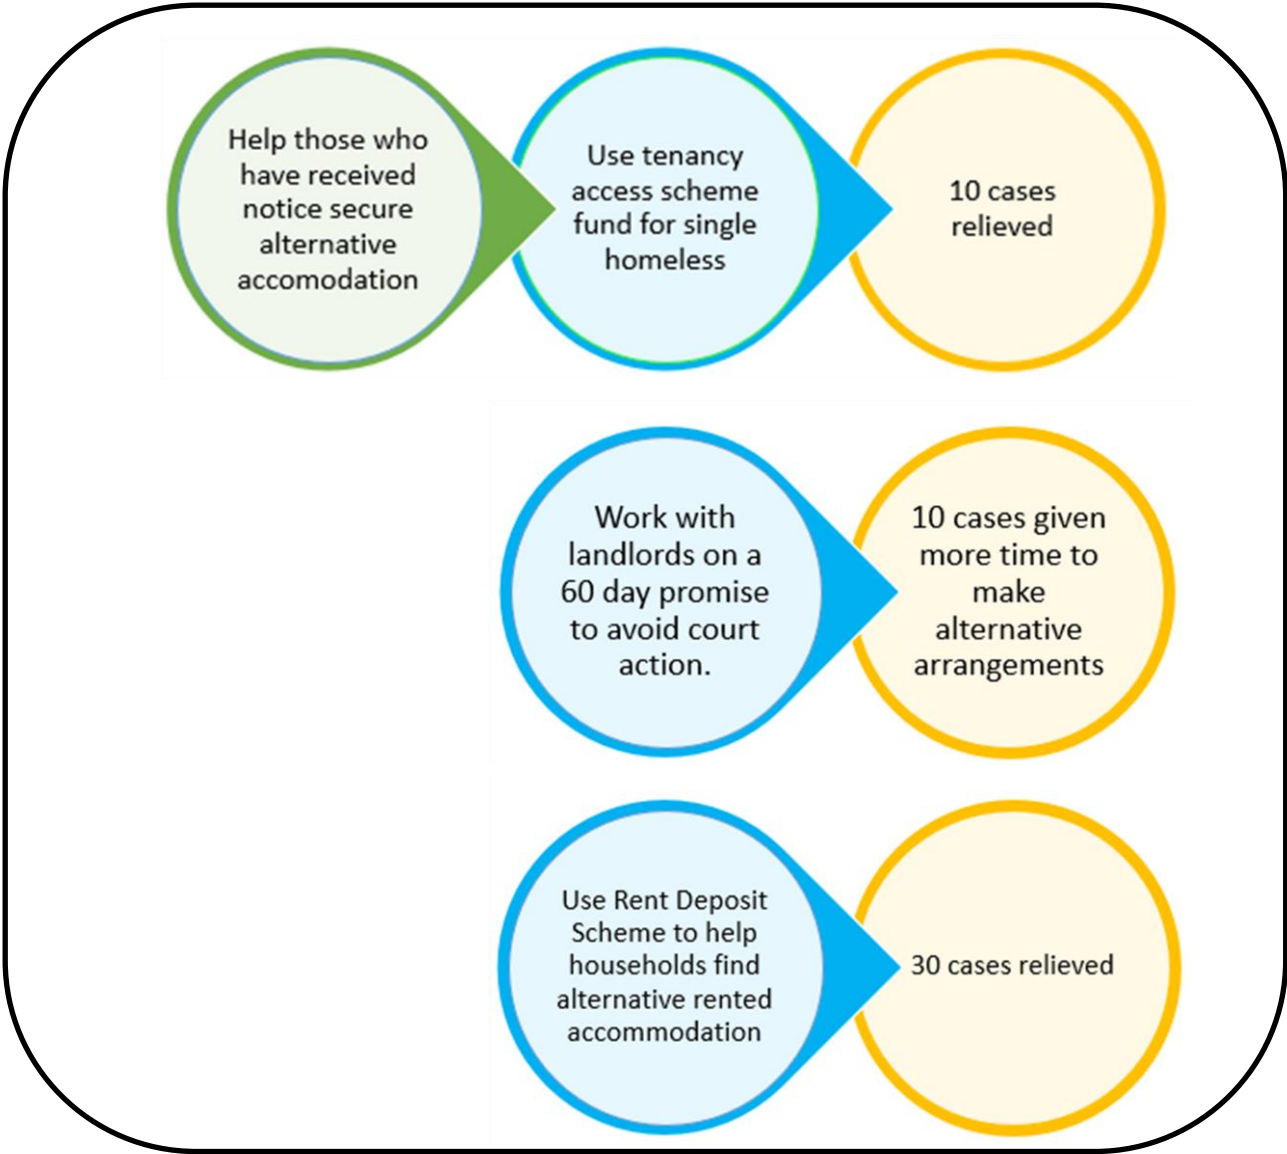 Help those who
have received
notice secure
alternative
accomodation
Use tenancy
access scheme
fund for single
homeless
10 cases
relieved
Work with
landlords on a
60 day promise
to avoid court
action.
10 cases given
more time to
make
alternative
arrangements
Use Rent Deposit
Scheme to help
households find
alternative rented
accommodation
30 cases relieved